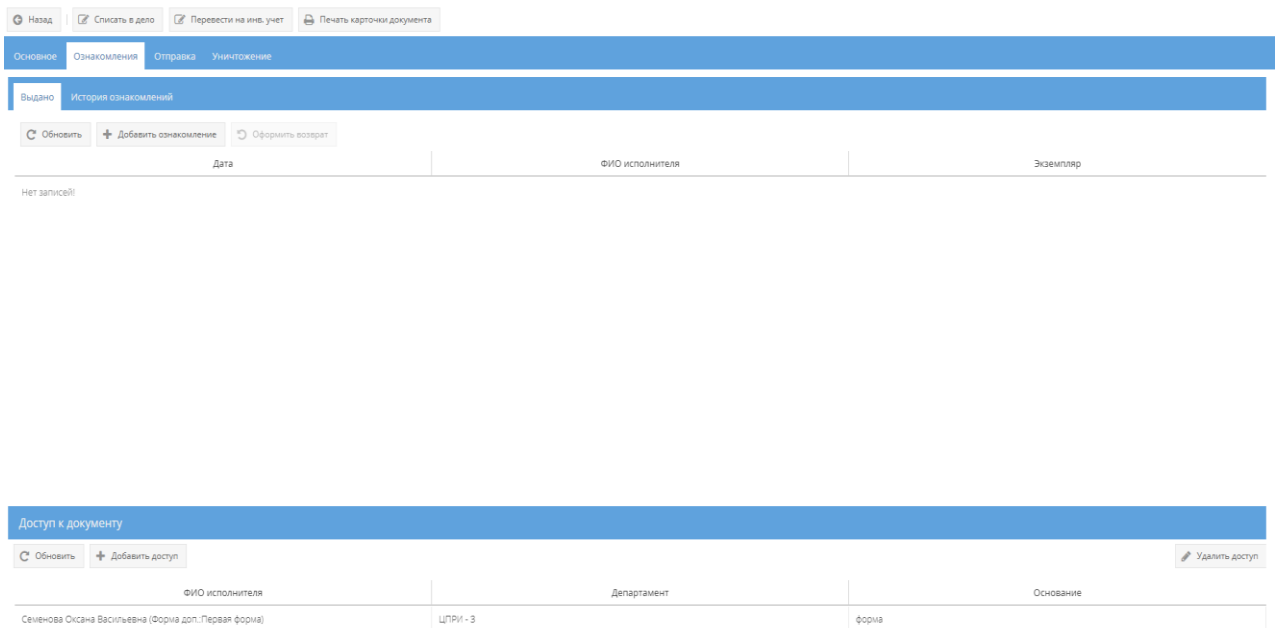 Назад Списать в дело Перевести на инв. учет Печать карточки документа
Основное Ознакомления Отправка Уничтожение
Выдано История ознакомлений
Обновить Добавить ознакомление Оформить возврат
Дата ФИО исполнителя Экземпляр
Нет записей!
Доступ к документу
Обновить Добавить доступ Удалить доступ
ФИО исполнителя Департамент Основание
Семенова Оксана Васильевна (Форма доп.:Первая форма) ЦПРИ - 3 форма